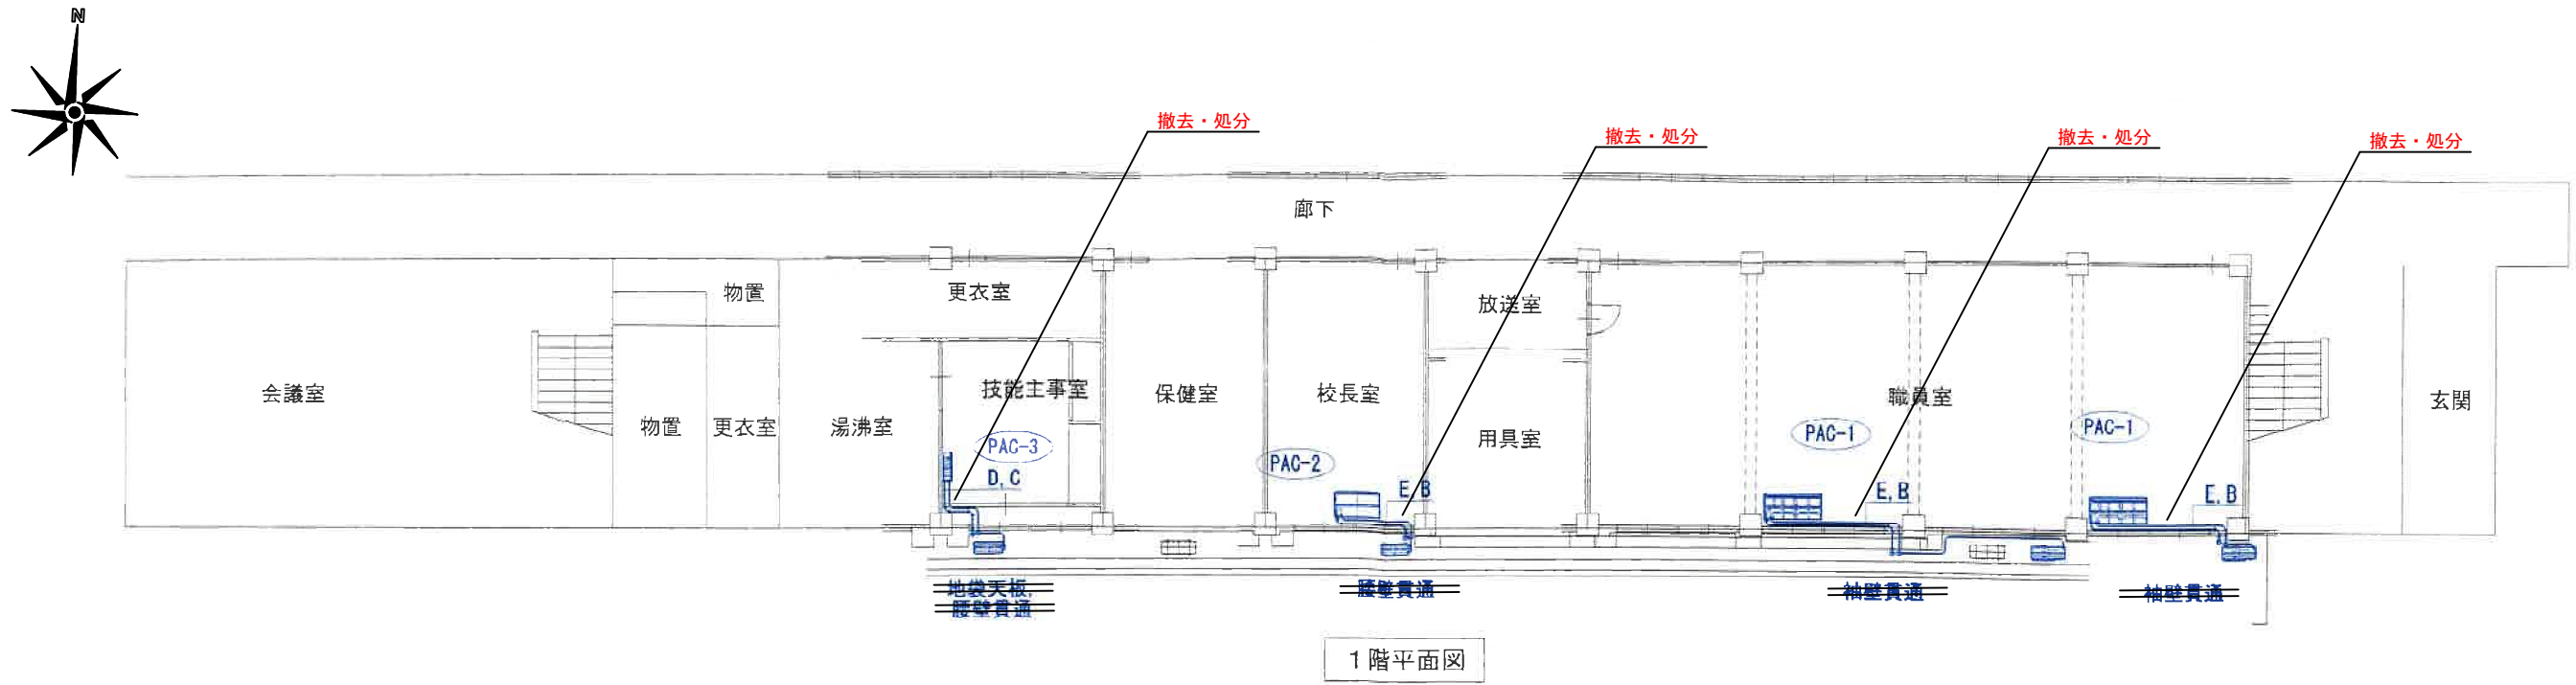 N
撤去・処分
撤去・処分
撤去・処分
撤去・処分
廊下
物置
更衣室
放送室
会議室
技能主事室
保健室
校長室
職員室
玄関
物置
更衣室
湯沸室
用具室
PAC-3
PAC-2
PAC-1
PAC-1
D, C
E, B
E, B
E, B
地袋天板,
腰壁貫通
腰壁貫通
袖壁貫通
袖壁貫通
1階平面図